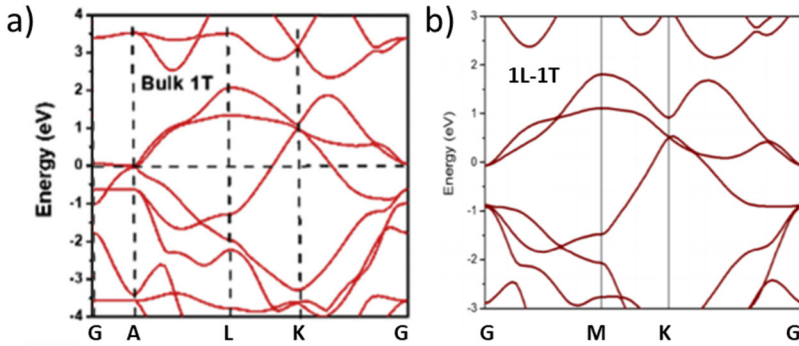 a)
Energy (eV)
4
3
2
1
0
-1
-2
-3
-4
Bulk 1T
G A L K G
b)
Energy (eV)
3
2
1
0
-1
-2
-3
1L-1T
G M K G